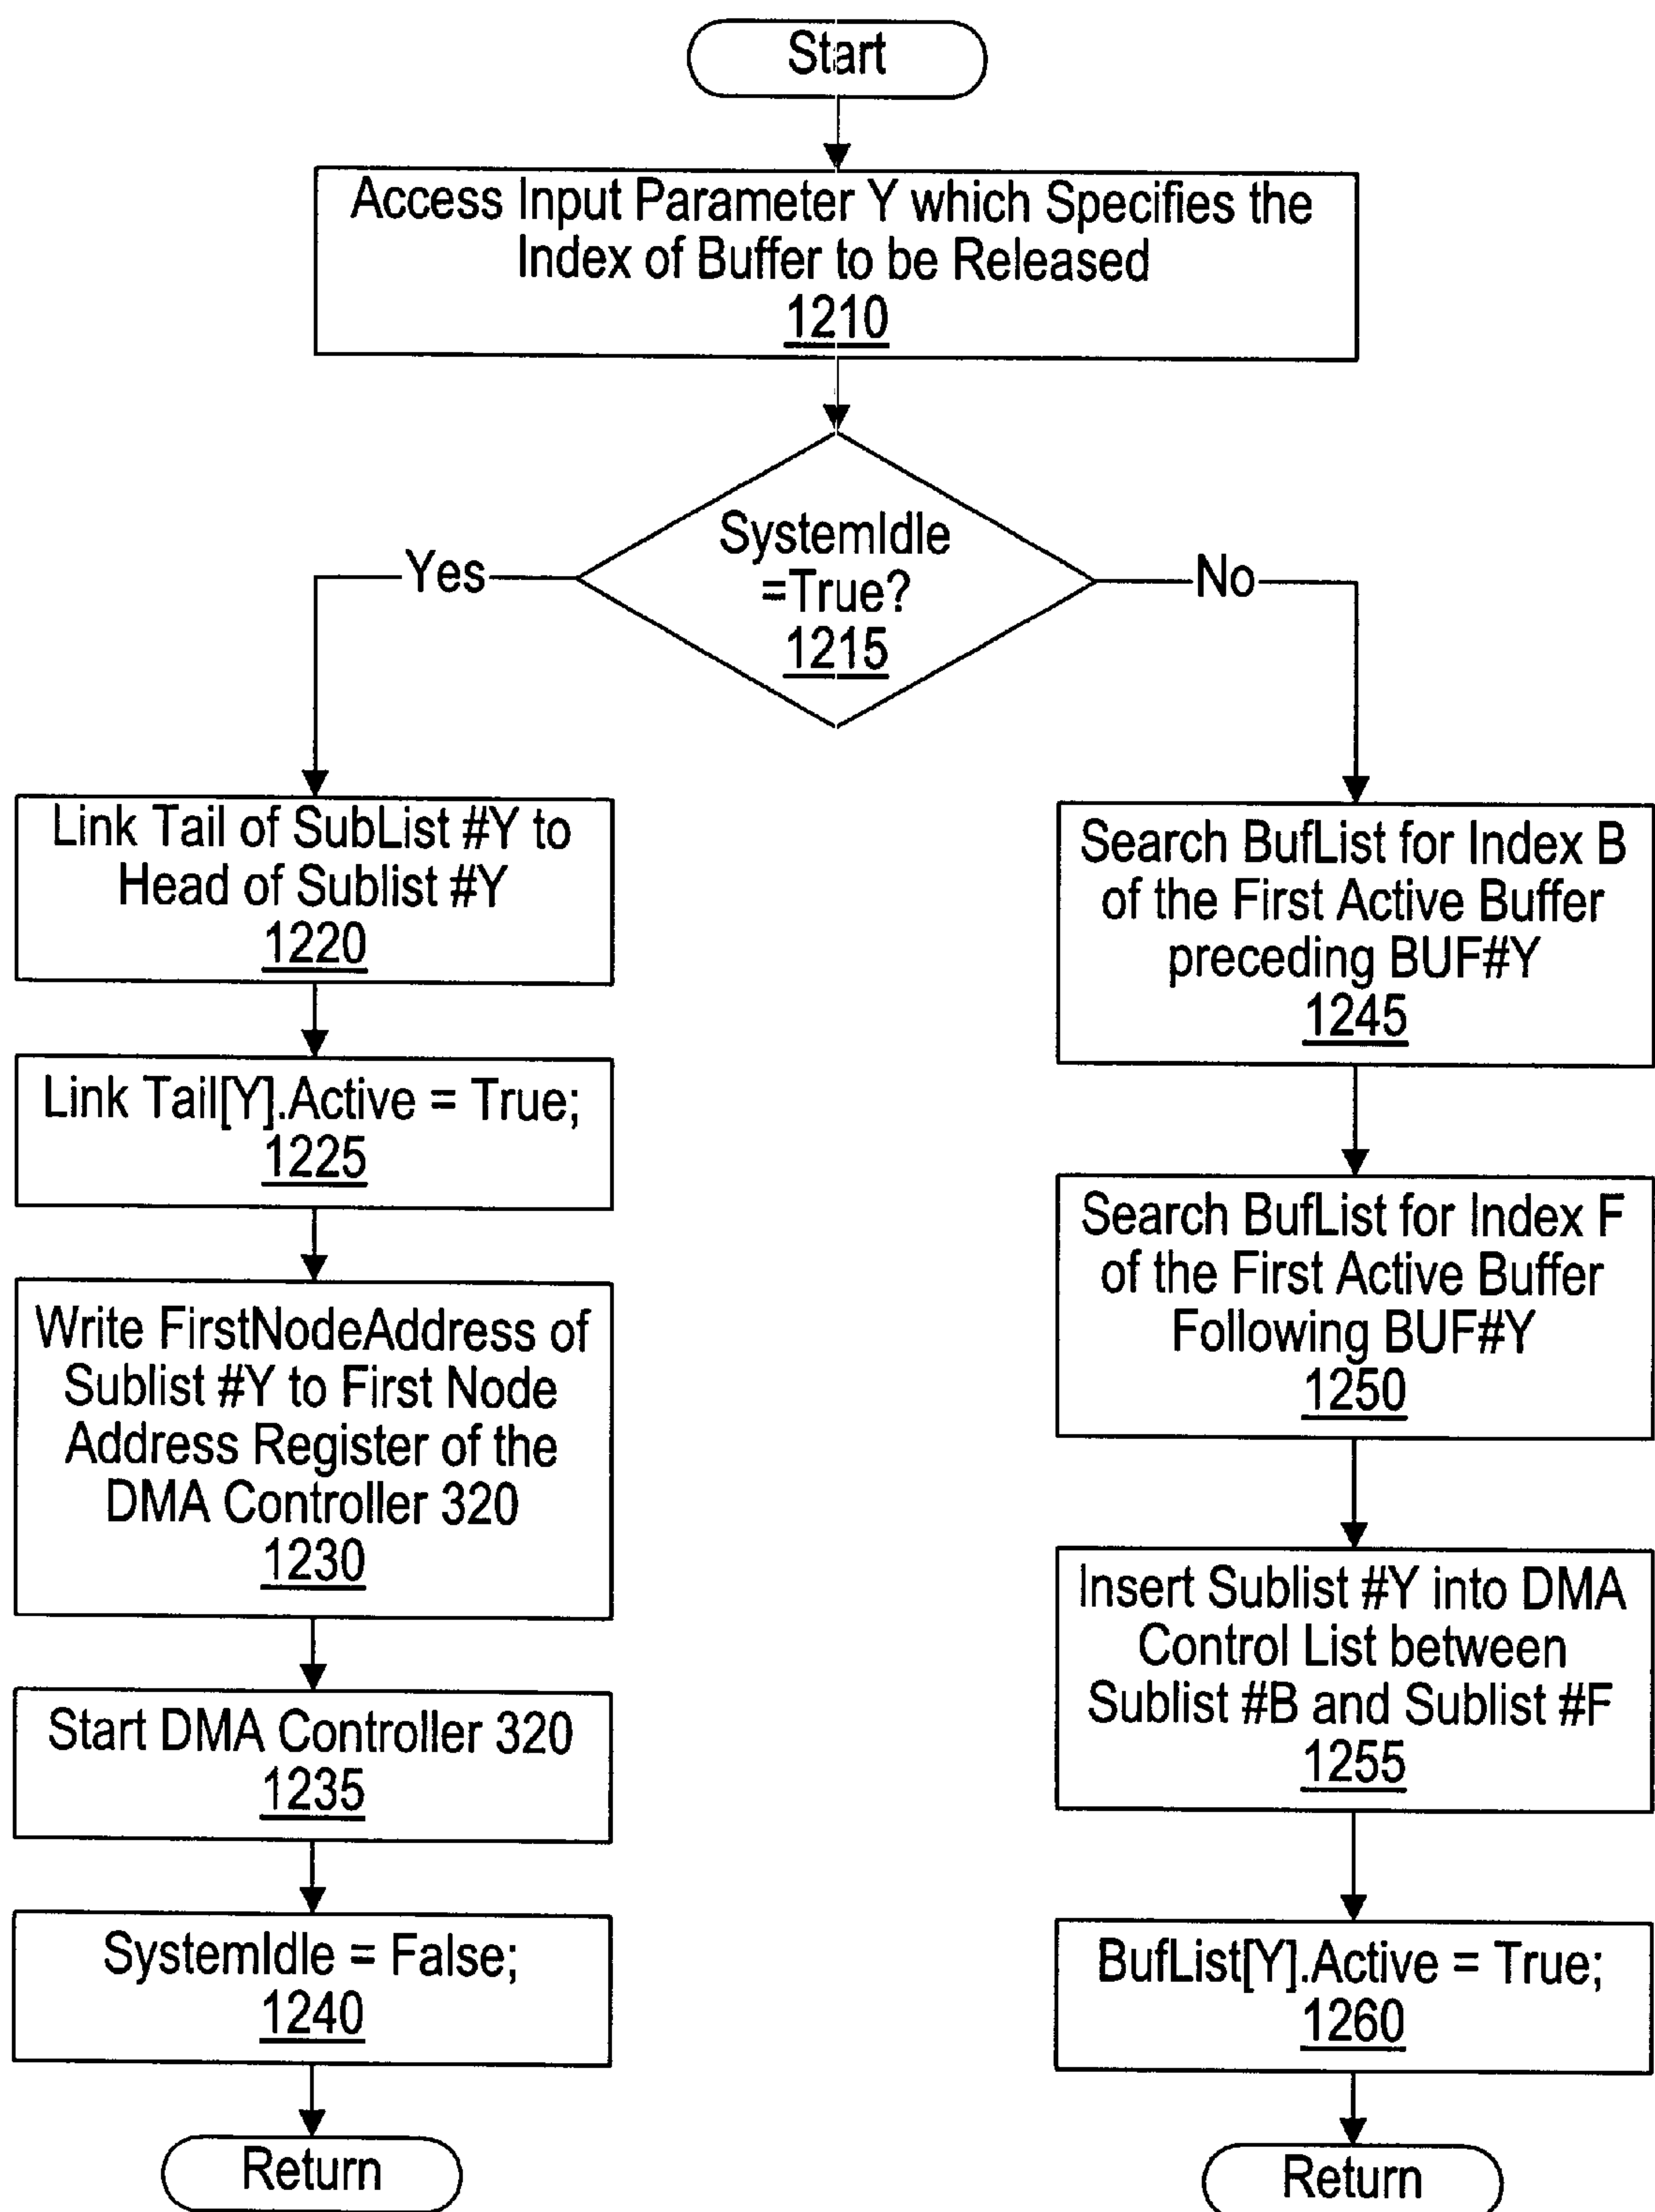 Start
Access Input Parameter Y which Specifies the
Index of Buffer to be Released
1210
SystemIdle
=True?
1215
Yes
No
Link Tail of SubList #Y to
Head of Sublist #Y
1220
Link Tail[Y].Active = True;
1225
Write FirstNodeAddress of
Sublist #Y to First Node
Address Register of the
DMA Controller 320
1230
Start DMA Controller 320
1235
SystemIdle = False;
1240
Return
Search BufList for Index B
of the First Active Buffer
preceding BUF#Y
1245
Search BufList for Index F
of the First Active Buffer
Following BUF#Y
1250
Insert Sublist #Y into DMA
Control List between
Sublist #B and Sublist #F
1255
BufList[Y].Active = True;
1260
Return